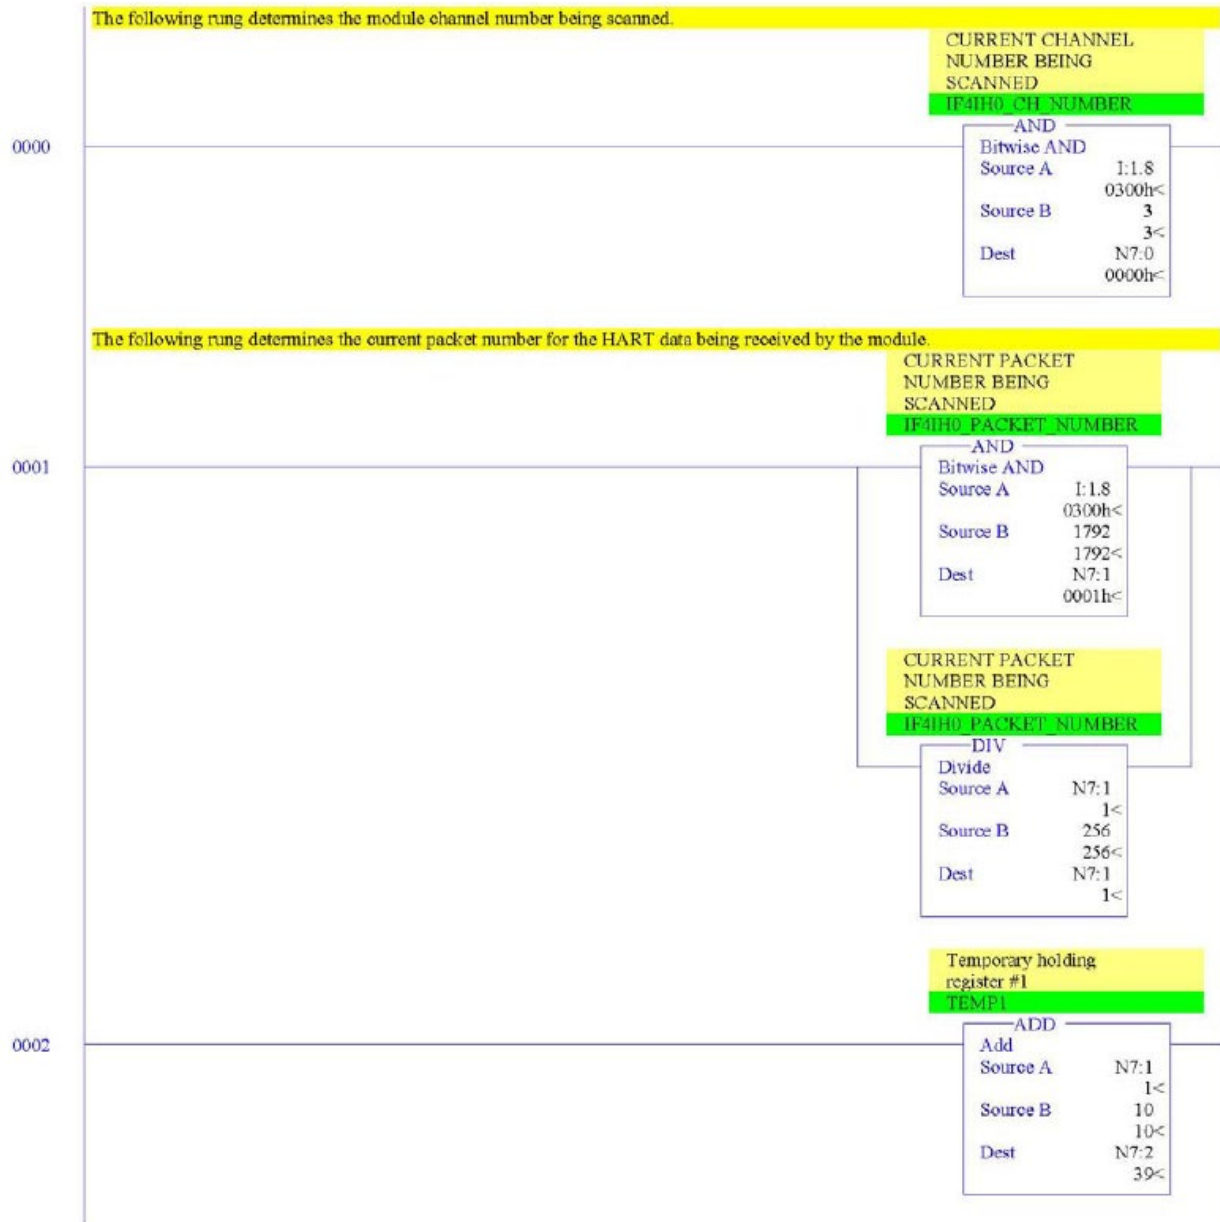 The following rung determines the module channel number being scanned.
CURRENT CHANNEL
NUMBER BEING
SCANNED
IF4IH0_CH_NUMBER
0000
AND
Bitwise AND
Source A I:1.8
0300h<
Source B 3
3<
Dest N7:0
0000h<
The following rung determines the current packet number for the HART data being received by the module.
CURRENT PACKET
NUMBER BEING
SCANNED
IF4IH0_PACKET_NUMBER
0001
AND
Bitwise AND
Source A I:1.8
0300h<
Source B 1792
1792<
Dest N7:1
0001h<
CURRENT PACKET
NUMBER BEING
SCANNED
IF4IH0_PACKET_NUMBER
DIV
Divide
Source A N7:1
1<
Source B 256
256<
Dest N7:1
1<
Temporary holding
register #1
TEMP1
0002
ADD
Add
Source A N7:1
1<
Source B 10
10<
Dest N7:2
39<